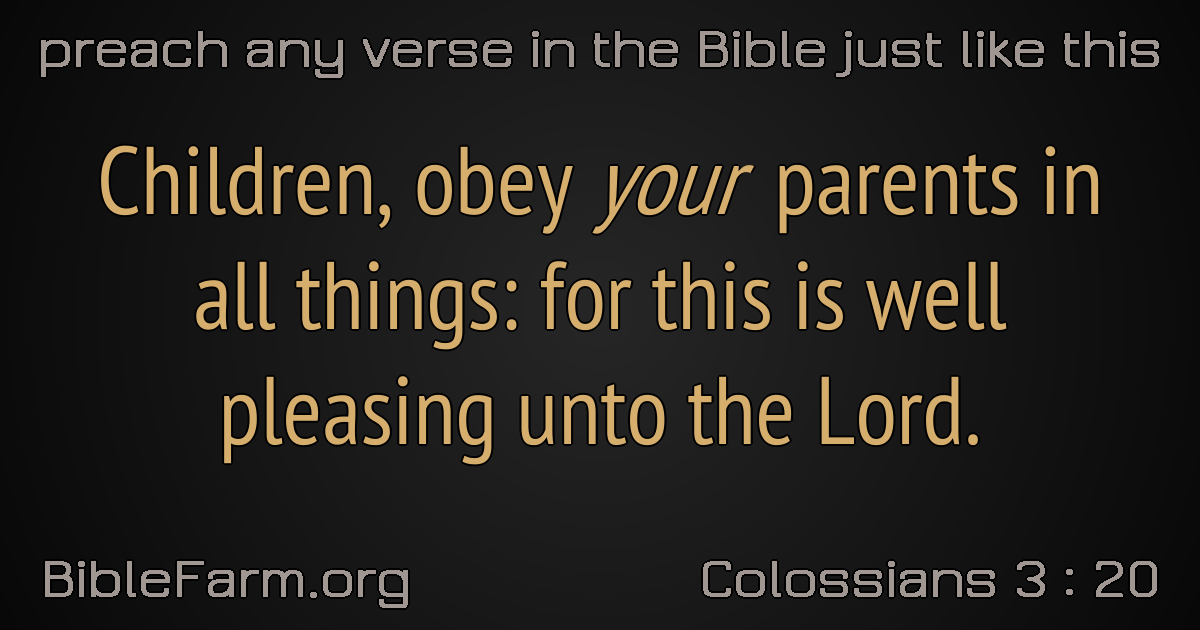 preach any verse in the Bible just like this
Children, obey your parents in
all things: for this is well
pleasing unto the Lord.
BibleFarm.org
Colossians 3 : 20